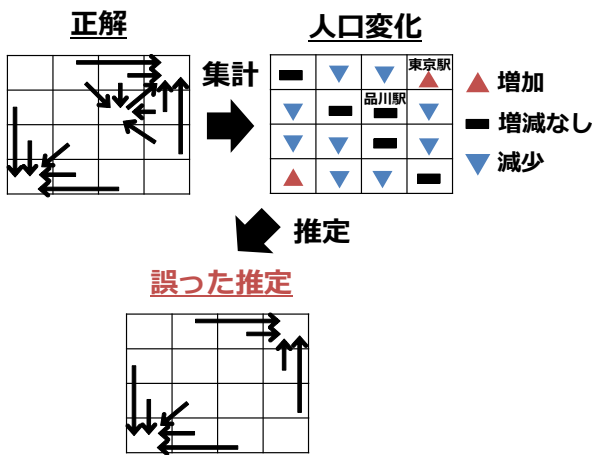 正解
人口変化
集計
東京駅
品川駅
増加
増減なし
減少
推定
誤った推定